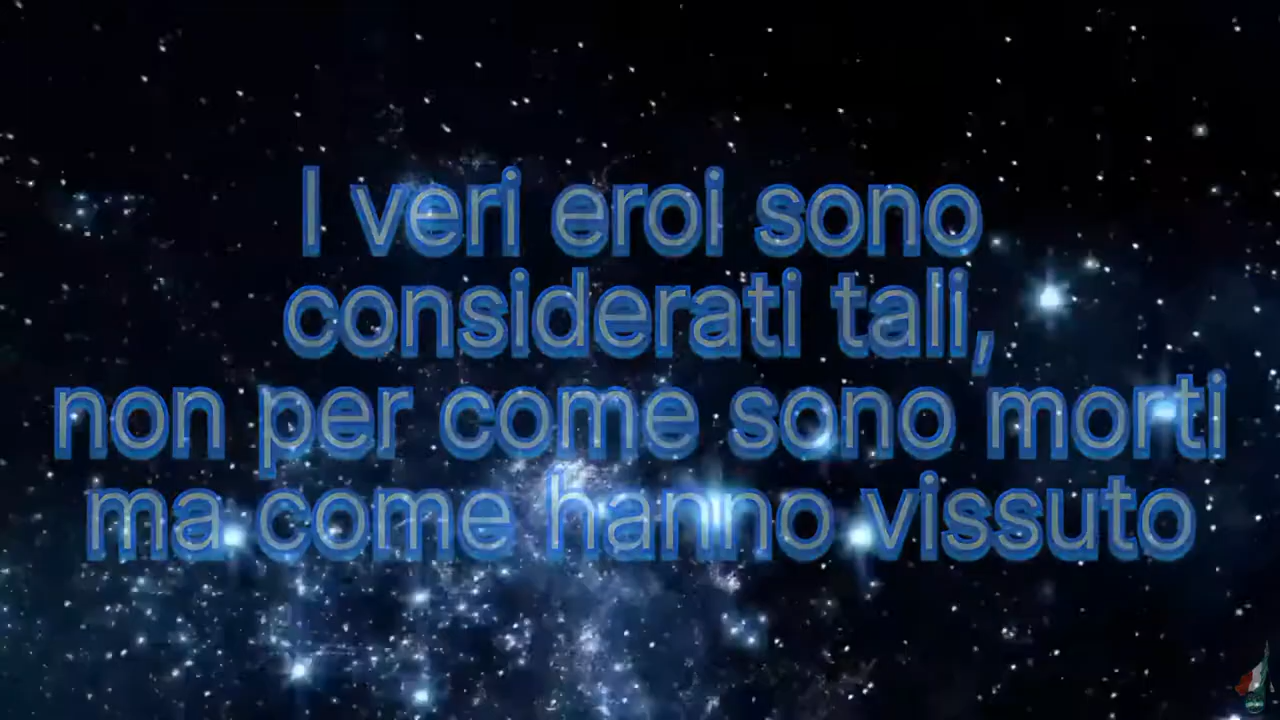 I veri eroi sono
considerati tali,
non per come sono morti
ma come hanno vissuto